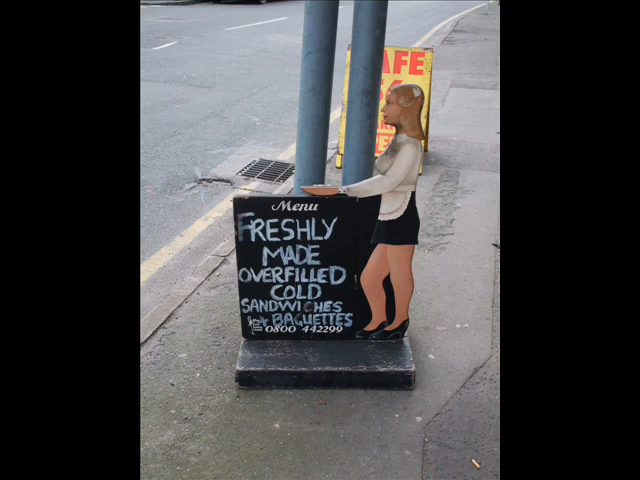 AFE
Menu
FRESHLY
MADE
OVERFILLED
COLD
SANDWICHES
BAGUETTES
0800 442299